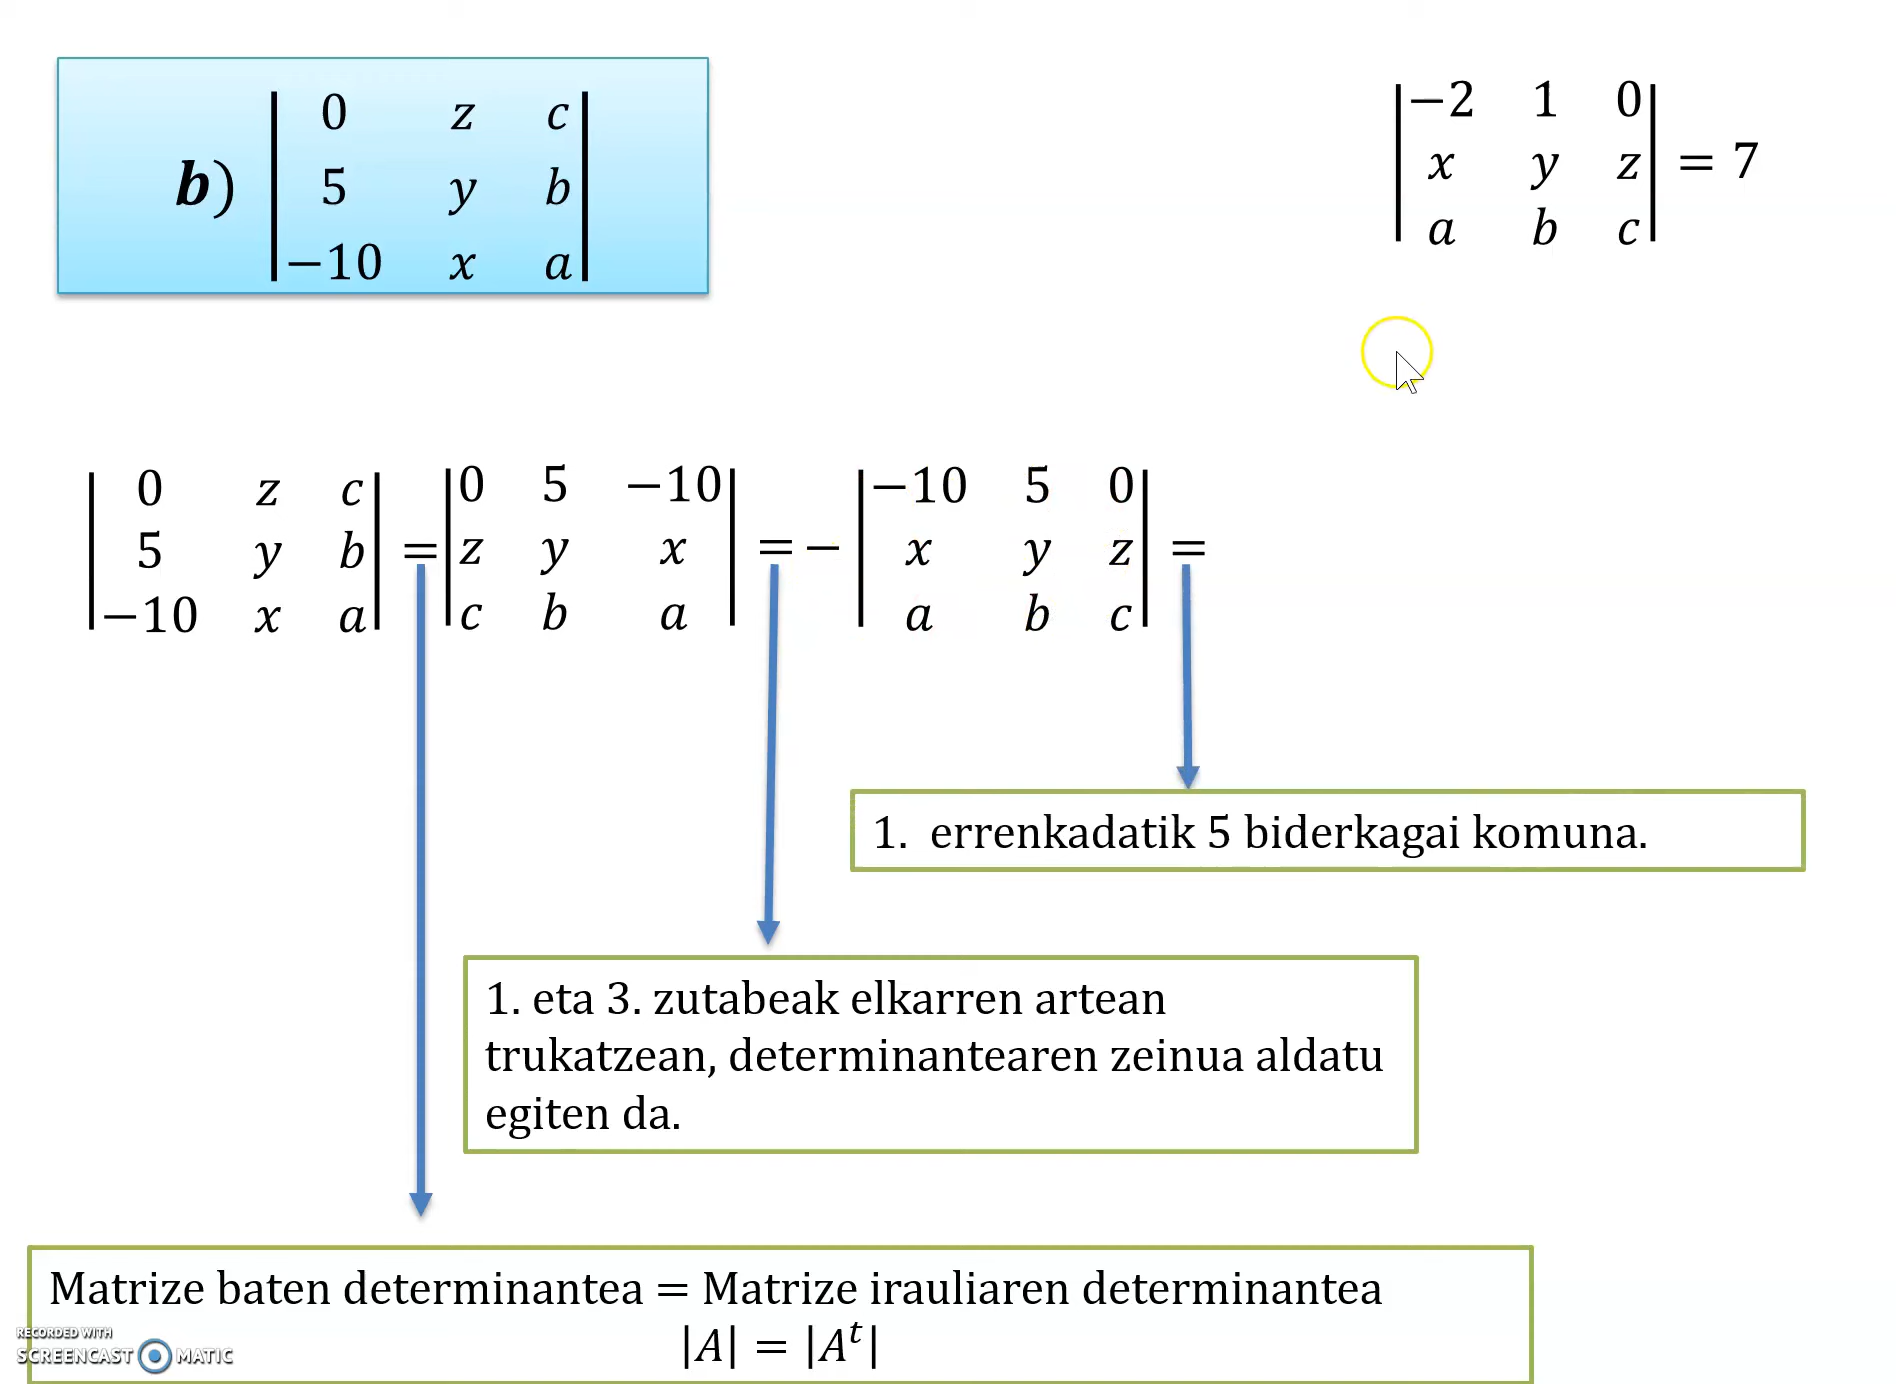 b) | 0 z c |
| 5 y b |
| −10 x a |
| −2 1 0 |
| x y z | = 7
| a b c |
| 0 z c | | 0 5 −10 | | −10 5 0 |
| 5 y b | = | z y x | = − | x y z | =
| −10 x a | | c b a | | a b c |
1. errenkadatik 5 biderkagai komuna.
1. eta 3. zutabeak elkarren artean
trukatzean, determinantearen zeinua aldatu
egiten da.
Matrize baten determinantea = Matrize irauliaren determinantea
|A| = |Aᵗ|
RECORDED WITH
SCREENCAST MATIC